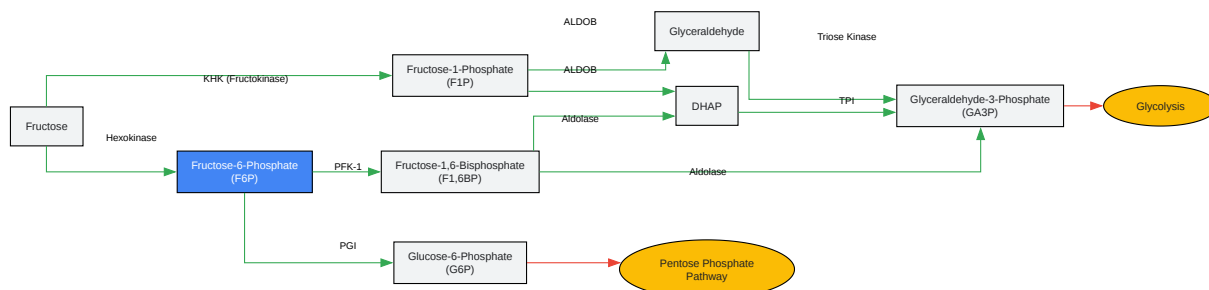 ALDOB
Glyceraldehyde
Triose Kinase
KHK (Fructokinase)
Fructose-1-Phosphate
(F1P)
ALDOB
DHAP
TPI
Glyceraldehyde-3-Phosphate
(GA3P)
Glycolysis
Fructose
Hexokinase
Aldolase
Fructose-6-Phosphate
(F6P)
PFK-1
Fructose-1,6-Bisphosphate
(F1,6BP)
Aldolase
PGI
Glucose-6-Phosphate
(G6P)
Pentose Phosphate
Pathway